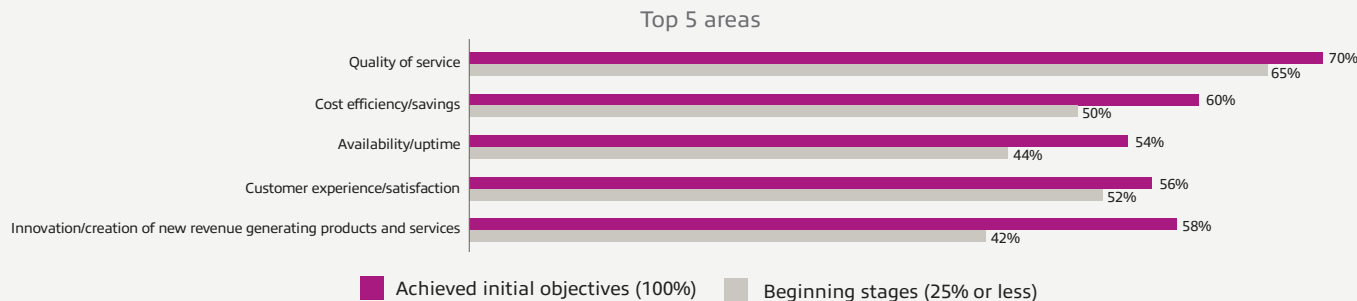 Top 5 areas
Quality of service
70%
65%
Cost efficiency/savings
60%
50%
Availability/uptime
54%
44%
Customer experience/satisfaction
56%
52%
Innovation/creation of new revenue generating products and services
58%
42%
Achieved initial objectives (100%)
Beginning stages (25% or less)